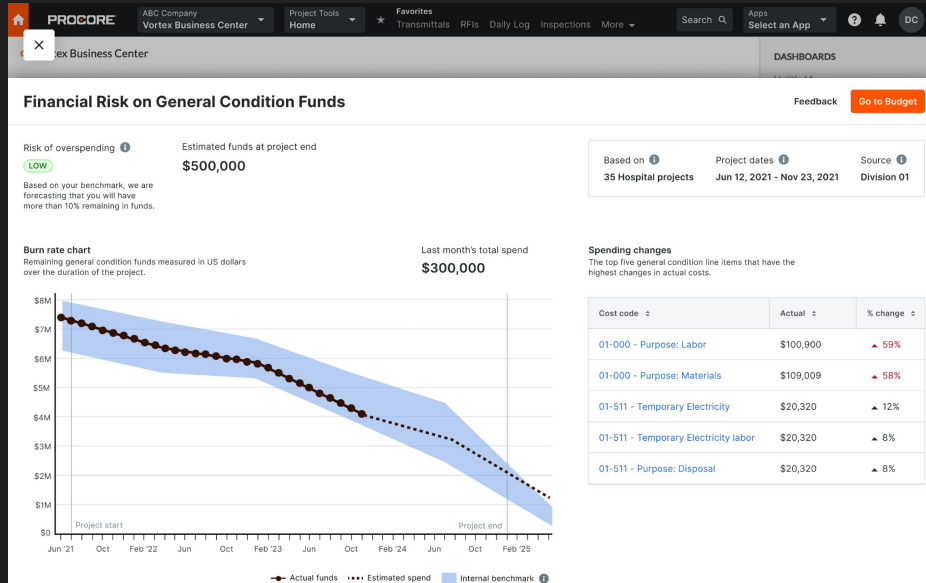 PROCORE
ABC Company
Vortex Business Center
Project Tools
Home
Favorites
Transmittals RFIs Daily Log Inspections More
Search
Apps
Select an App
DC
ex Business Center
DASHBOARDS
Financial Risk on General Condition Funds
Feedback
Go to Budget
Risk of overspending
LOW
Based on your benchmark, we are
forecasting that you will have
more than 10% remaining in funds.
Estimated funds at project end
$500,000
Based on
35 Hospital projects
Project dates
Jun 12, 2021 - Nov 23, 2021
Source
Division 01
Burn rate chart
Remaining general condition funds measured in US dollars
over the duration of the project.
Last month's total spend
$300,000
$8M
$7M
$6M
$5M
$4M
$3M
$2M
$1M
$0
Project start
Project end
Jun '21 Oct Feb '22 Jun Oct Feb '23 Jun Oct Feb '24 Jun Oct Feb '25
Actual funds Estimated spend Internal benchmark
Spending changes
The top five general condition line items that have the
highest changes in actual costs.
Cost code Actual % change
01-000 - Purpose: Labor $100,900 59%
01-000 - Purpose: Materials $109,009 58%
01-511 - Temporary Electricity $20,320 12%
01-511 - Temporary Electricity labor $20,320 8%
01-511 - Purpose: Disposal $20,320 8%